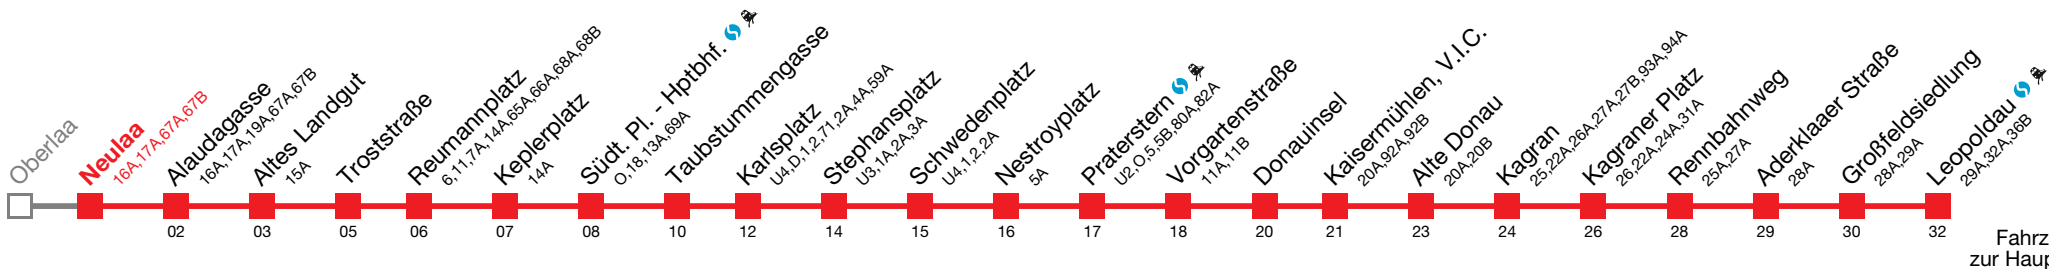 Oberlaa
Neulaa
16A,17A,67A,67B
Alaudagasse
16A,17A,19A,67A,67B
Altes Landgut
15A
Troststraße
Reumannplatz
6,11,7A,14A,65A,66A,68A,68B
Keplerplatz
14A
Südt. Pl. - Hptbhf.
O,18,13A,69A
Taubstummengasse
Karlsplatz
U4,D,1,2,71,2A,4A,59A
Stephansplatz
U3,1A,2A,3A
Schwedenplatz
U4,1,2,2A
Nestroyplatz
5A
Praterstern
U2,O,5,5B,80A,82A
Vorgartenstraße
11A,11B
Donauinsel
Kaisermühlen, V.I.C.
20A,92A,92B
Alte Donau
20A,20B
Kagran
25,22A,26A,27A,27B,93A,94A
Kagraner Platz
26,22A,24A,31A
Rennbahnweg
25A,27A
Aderklaaer Straße
28A
Großfeldsiedlung
28A,29A
Leopoldau
29A,32A,36B
02 03 05 06 07 08 10 12 14 15 16 17 18 20 21 23 24 26 28 29 30 32
Fahrz
zur Haup